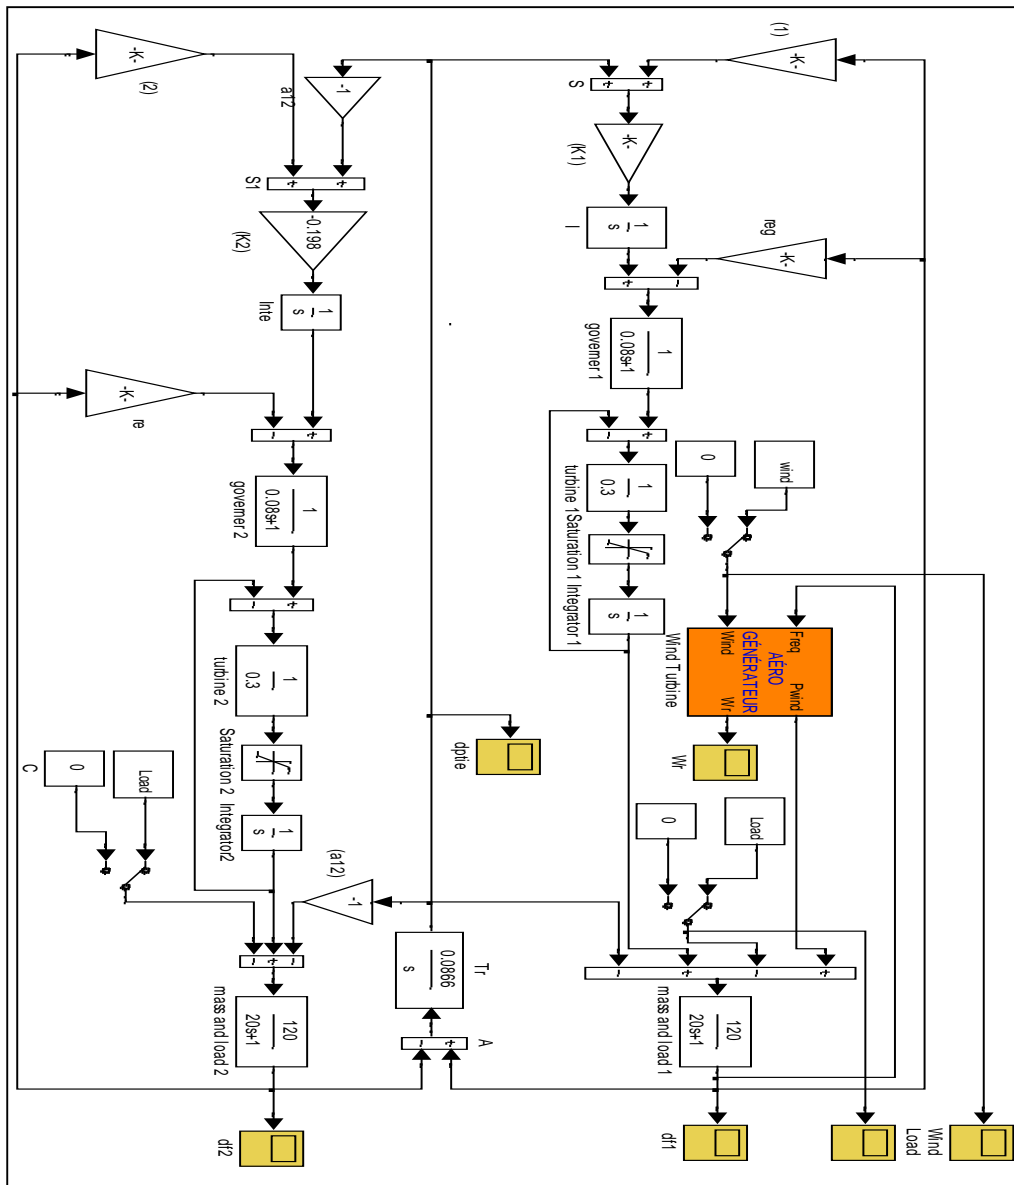 Wind
Load
(1)
-K-
reg
-K-
wind
0
Freq
Pwind
AÉRO
GÉNÉRATEUR
Wind
Wr
Wind Turbine
Wr
Load
0
+
-
+
-
120
20s+1
mass and load 1
df1
+
+
S
-K-
(K1)
1
s
I
-
+
1
0.08s+1
governer 1
+
-
1
0.3
turbine 1
Saturation 1
1
s
Integrator 1
dptie
0.0866
s
Tr
+
-
A
-1
a12
-1
(a12)
+
+
S1
-0.198
(K2)
1
s
Inte
+
-
1
0.08s+1
governer 2
+
-
1
0.3
turbine 2
Saturation 2
1
s
Integrator2
-
+
-
120
20s+1
mass and load 2
df2
-K-
(2)
-K-
re
Load
0
C